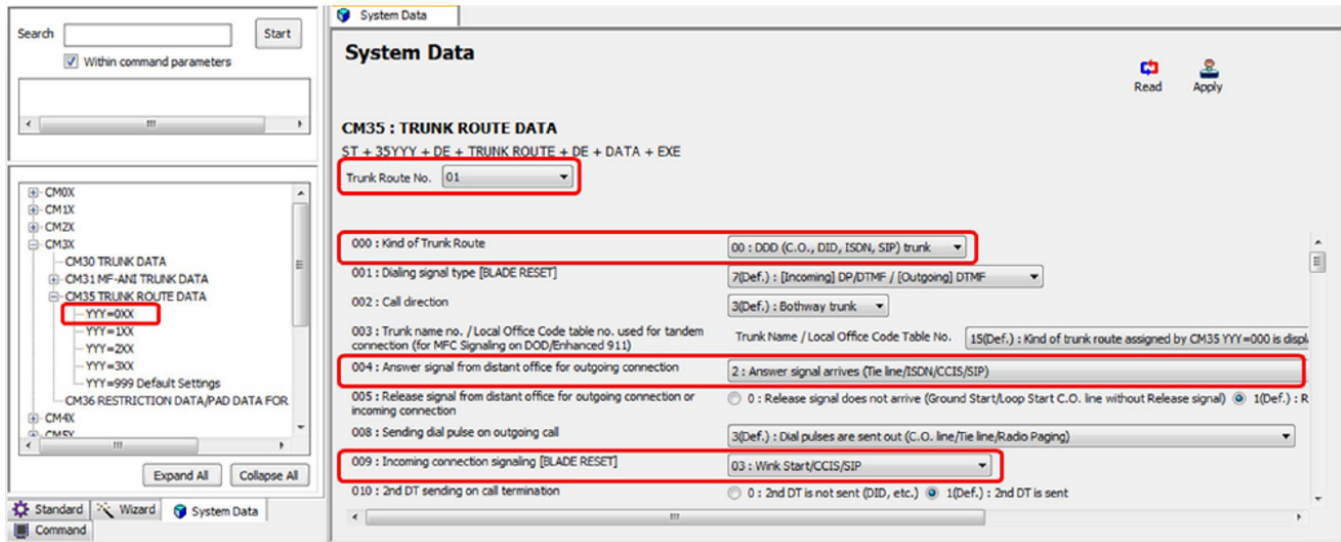 Search
Start
Within command parameters
CM0X
CM1X
CM2X
CM3X
CM30 TRUNK DATA
CM31 MF-ANI TRUNK DATA
CM35 TRUNK ROUTE DATA
YYY=0XX
YYY=1XX
YYY=2XX
YYY=3XX
YYY=999 Default Settings
CM36 RESTRICTION DATA/PAD DATA FOR
CM4X
CM5X
Expand All Collapse All
Standard Wizard System Data
Command
System Data
System Data
Read Apply
CM35 : TRUNK ROUTE DATA
ST + 35YYY + DE + TRUNK ROUTE + DE + DATA + EXE
Trunk Route No. 01
000 : Kind of Trunk Route 00 : DDD (C.O., DID, ISDN, SIP) trunk
001 : Dialing signal type [BLADE RESET] 7(Def.) : [Incoming] DP/DTMF / [Outgoing] DTMF
002 : Call direction 3(Def.) : Bothway trunk
003 : Trunk name no. / Local Office Code table no. used for tandem
connection (for MFC Signaling on DOD/Enhanced 911) Trunk Name / Local Office Code Table No. 15(Def.) : Kind of trunk route assigned by CM35 YYY=000 is displ
004 : Answer signal from distant office for outgoing connection 2 : Answer signal arrives (Tie line/ISDN/CCIS/SIP)
005 : Release signal from distant office for outgoing connection or
incoming connection 0 : Release signal does not arrive (Ground Start/Loop Start C.O. line without Release signal) 1(Def.) : R
008 : Sending dial pulse on outgoing call 3(Def.) : Dial pulses are sent out (C.O. line/Tie line/Radio Paging)
009 : Incoming connection signaling [BLADE RESET] 03 : Wink Start/CCIS/SIP
010 : 2nd DT sending on call termination 0 : 2nd DT is not sent (DID, etc.) 1(Def.) : 2nd DT is sent